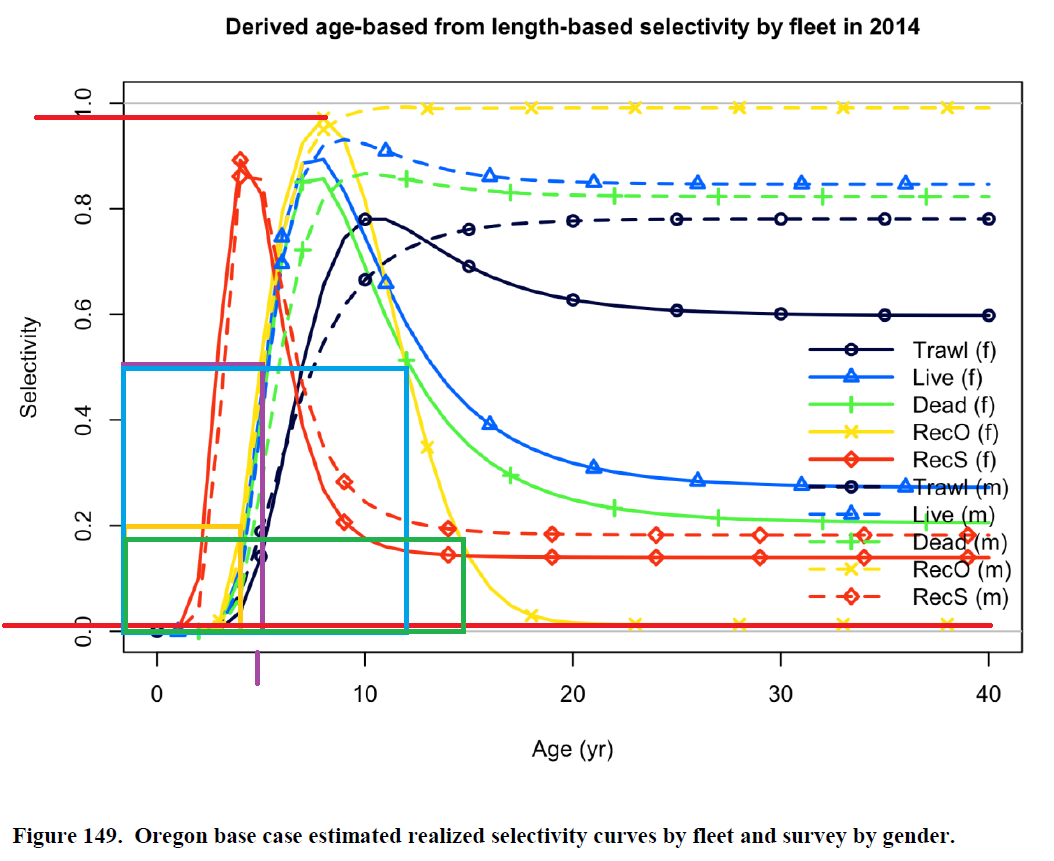 Derived age-based from length-based selectivity by fleet in 2014
1.0
0.8
0.6
0.4
0.2
0.0
Selectivity
Trawl (f)
Live (f)
Dead (f)
RecO (f)
RecS (f)
Trawl (m)
Live (m)
Dead (m)
RecO (m)
RecS (m)
0 10 20 30 40
Age (yr)
Figure 149. Oregon base case estimated realized selectivity curves by fleet and survey by gender.